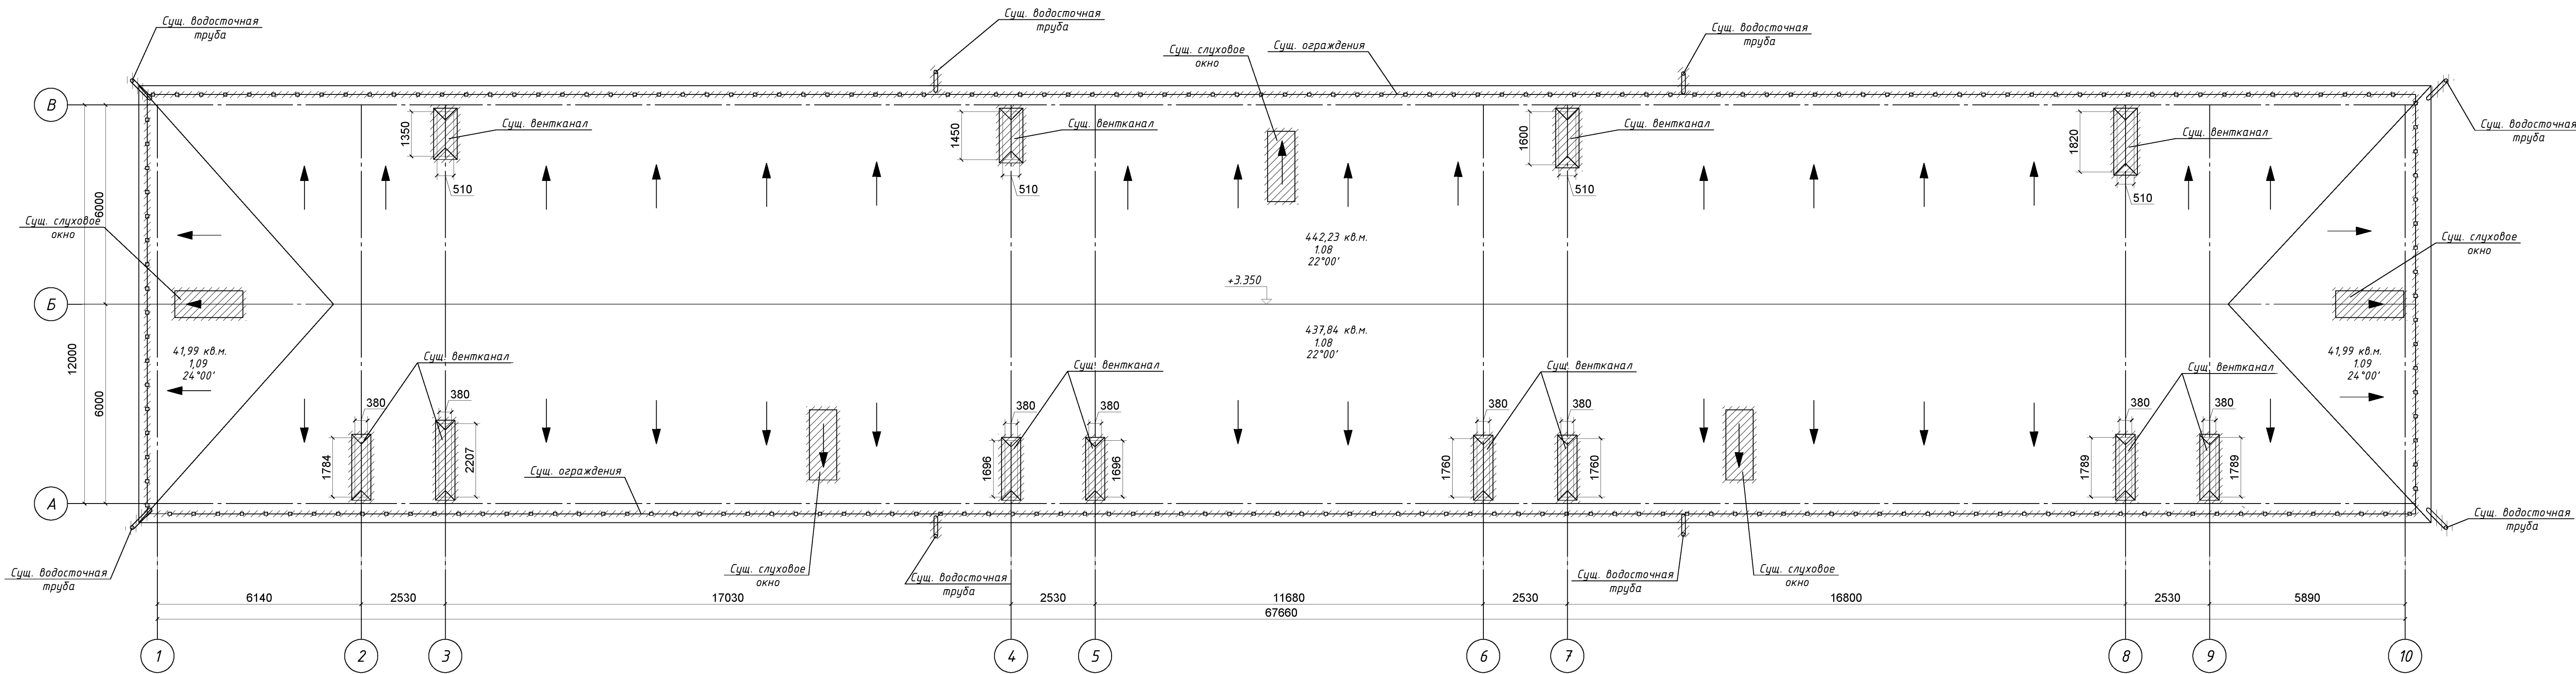 Сущ. водосточная
труба
Сущ. водосточная
труба
Сущ. слуховое
окно
Сущ. ограждения
Сущ. водосточная
труба
В
1350
Сущ. вентканал
510
1450
Сущ. вентканал
510
1600
Сущ. вентканал
510
1820
Сущ. вентканал
510
Сущ. водосточная
труба
6000
Сущ. слуховое
окно
442,23 кв.м.
1.08
22°00'
Сущ. слуховое
окно
Б
+3.350
12000
6000
41,99 кв.м.
1,09
24°00'
437,84 кв.м.
1.08
22°00'
41,99 кв.м.
1.09
24°00'
Сущ. вентканал
380
380
1784
2207
Сущ. вентканал
380
380
1696
1696
Сущ. вентканал
380
380
1760
1760
Сущ. вентканал
380
380
1789
1789
Сущ. ограждения
А
Сущ. водосточная
труба
Сущ. слуховое
окно
Сущ. водосточная
труба
Сущ. водосточная
труба
Сущ. слуховое
окно
Сущ. водосточная
труба
6140
2530
17030
2530
11680
2530
16800
2530
5890
67660
1
2
3
4
5
6
7
8
9
10